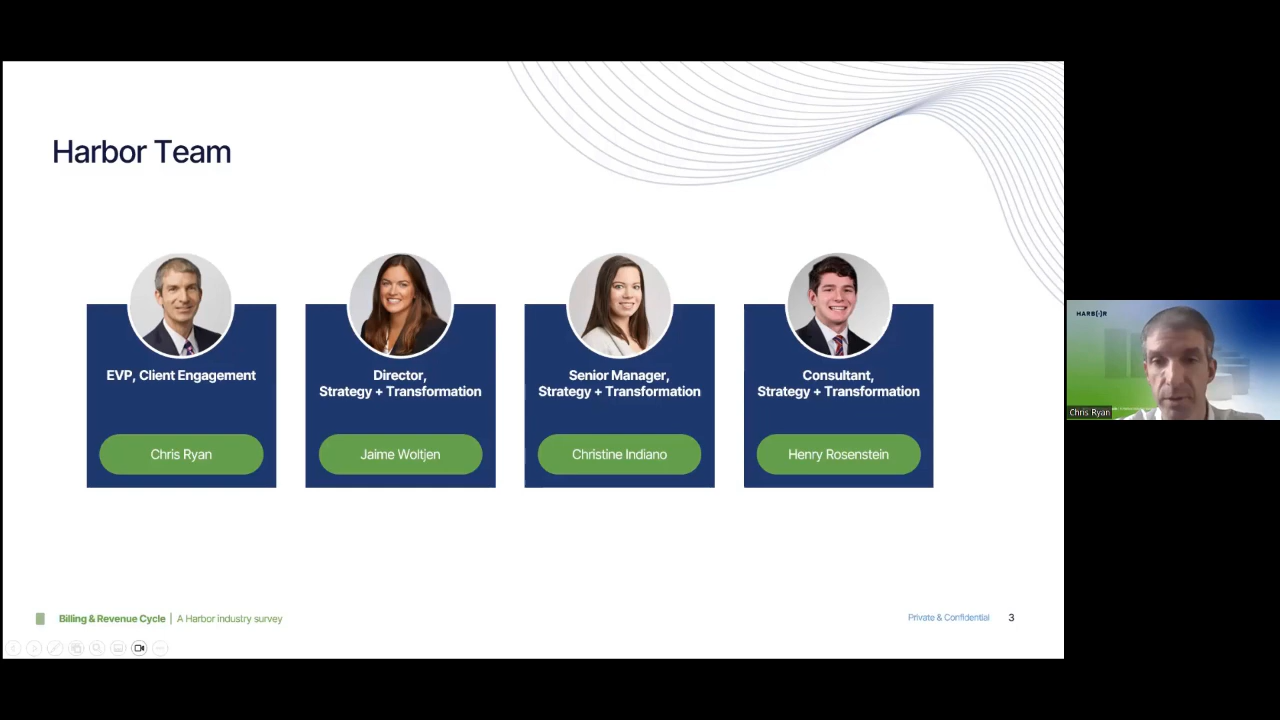 Harbor Team
EVP, Client Engagement
Chris Ryan
Director,
Strategy + Transformation
Jaime Woltjen
Senior Manager,
Strategy + Transformation
Christine Indiano
Consultant,
Strategy + Transformation
Henry Rosenstein
Billing & Revenue Cycle | A Harbor industry survey
Private & Confidential 3
HARB(·)R
Chris Ryan